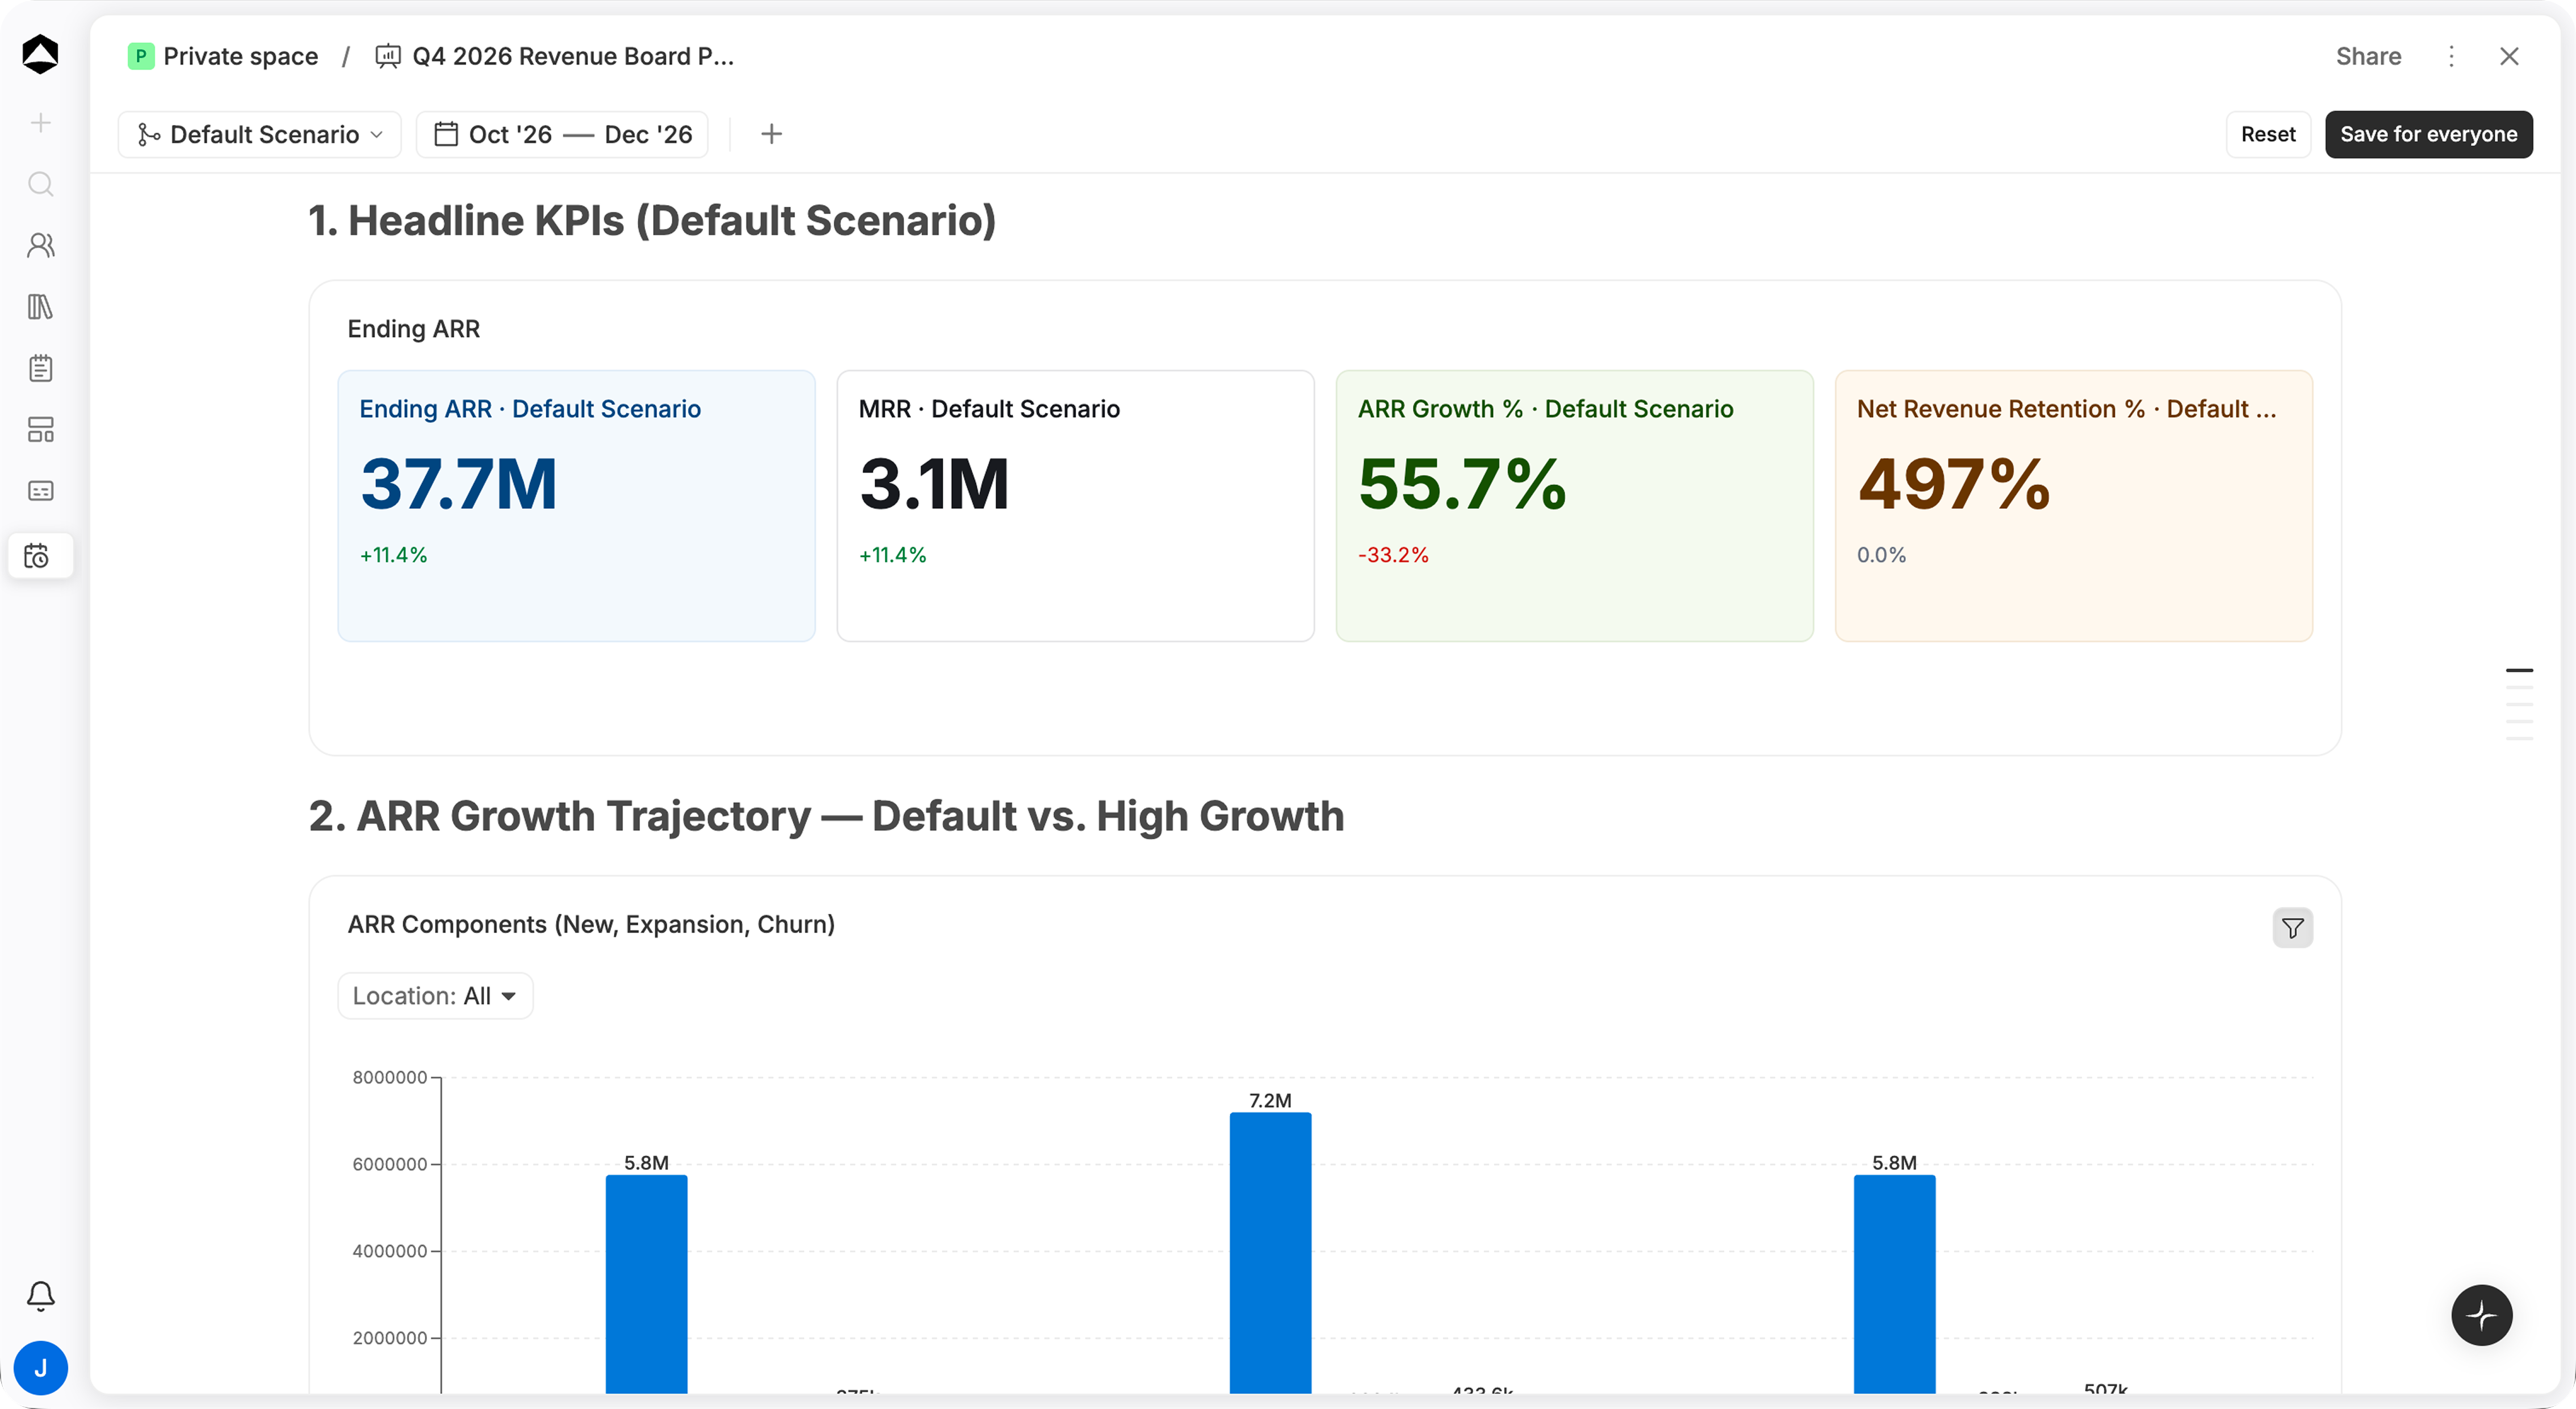 P Private space / Q4 2026 Revenue Board P...
Share
Default Scenario
Oct '26 — Dec '26
Reset
Save for everyone
1. Headline KPIs (Default Scenario)
Ending ARR
Ending ARR · Default Scenario
37.7M
+11.4%
MRR · Default Scenario
3.1M
+11.4%
ARR Growth % · Default Scenario
55.7%
-33.2%
Net Revenue Retention % · Default ...
497%
0.0%
2. ARR Growth Trajectory — Default vs. High Growth
ARR Components (New, Expansion, Churn)
Location: All
8000000
6000000
4000000
2000000
5.8M
7.2M
433.6k
5.8M
507k
J